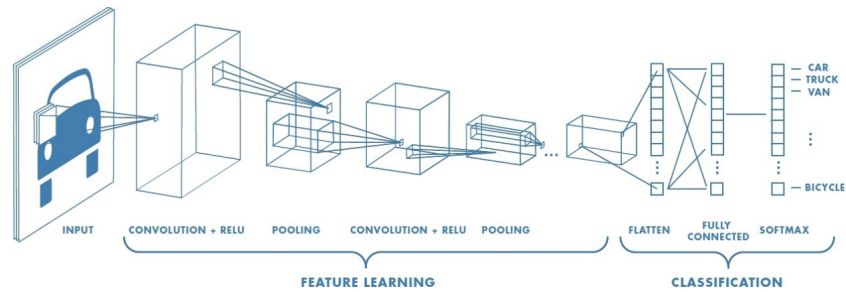 CAR
TRUCK
VAN
BICYCLE
INPUT
CONVOLUTION + RELU
POOLING
CONVOLUTION + RELU
POOLING
FLATTEN
FULLY
CONNECTED
SOFTMAX
FEATURE LEARNING
CLASSIFICATION